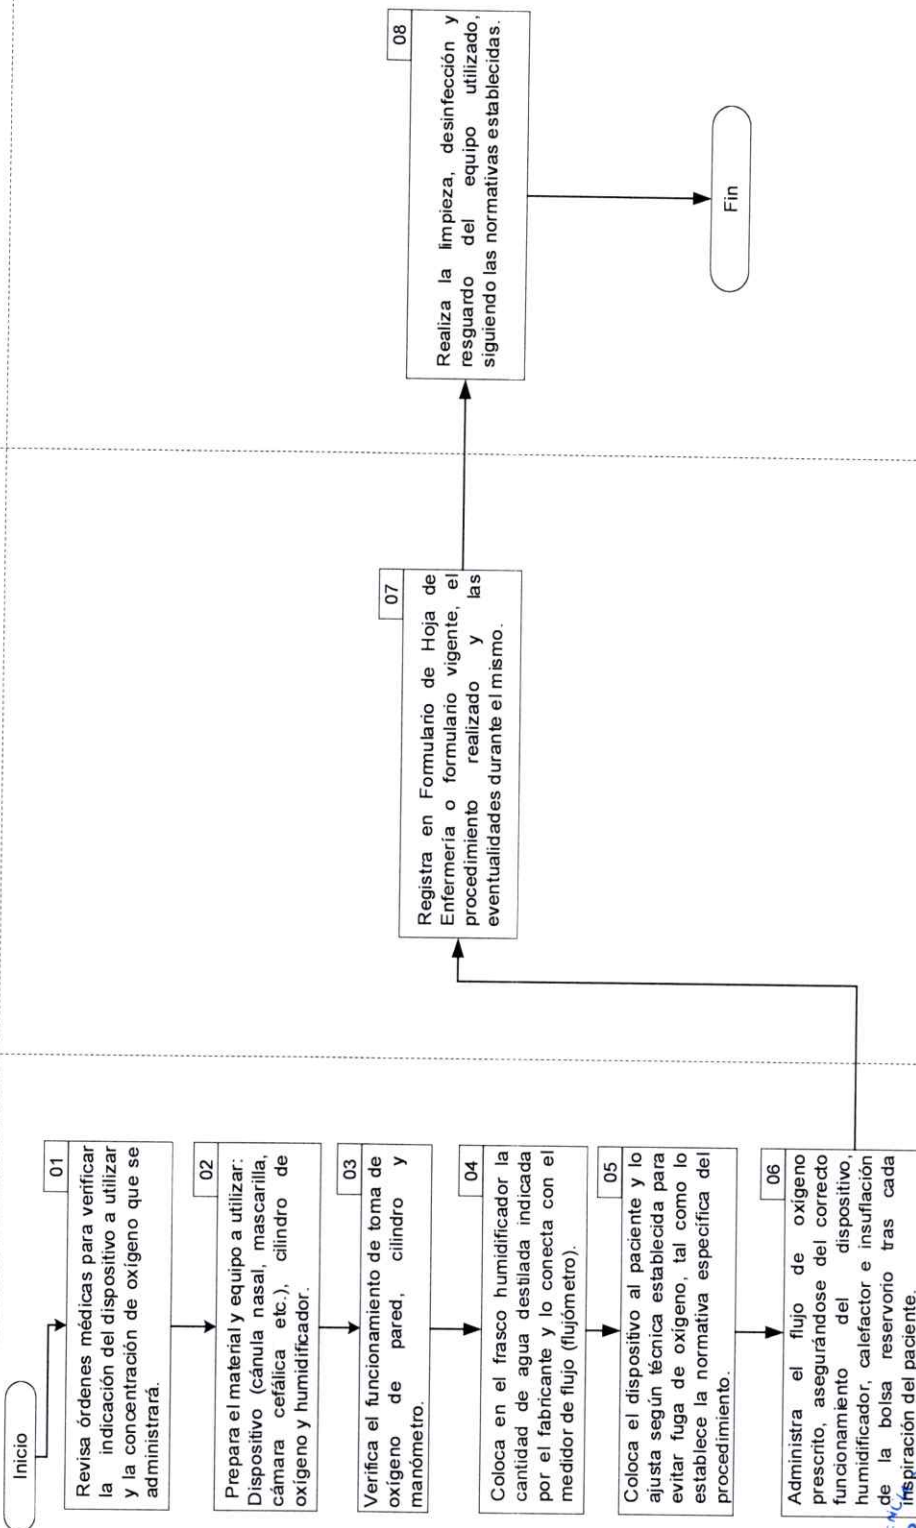 Inicio
01
Revisa órdenes médicas para verificar
la indicación del dispositivo a utilizar
y la concentración de oxígeno que se
administrará.
02
Prepara el material y equipo a utilizar:
Dispositivo (cánula nasal, mascarilla,
cámara cefálica etc.), cilindro de
oxígeno y humidificador.
03
Verifica el funcionamiento de toma de
oxígeno de pared, cilindro y
manómetro.
04
Coloca en el frasco humidificador la
cantidad de agua destilada indicada
por el fabricante y lo conecta con el
medidor de flujo (flujómetro).
05
Coloca el dispositivo al paciente y lo
ajusta según técnica establecida para
evitar fuga de oxígeno, tal como lo
establece la normativa específica del
procedimiento.
06
Administra el flujo de oxígeno
prescrito, asegurándose del correcto
funcionamiento del dispositivo,
humidificador, calefactor e insuflación
de la bolsa reservorio tras cada
inspiración del paciente.
07
Registra en Formulario de Hoja de
Enfermería o formulario vigente, el
procedimiento realizado y las
eventualidades durante el mismo.
08
Realiza la limpieza, desinfección y
resguardo del equipo utilizado,
siguiendo las normativas establecidas.
Fin